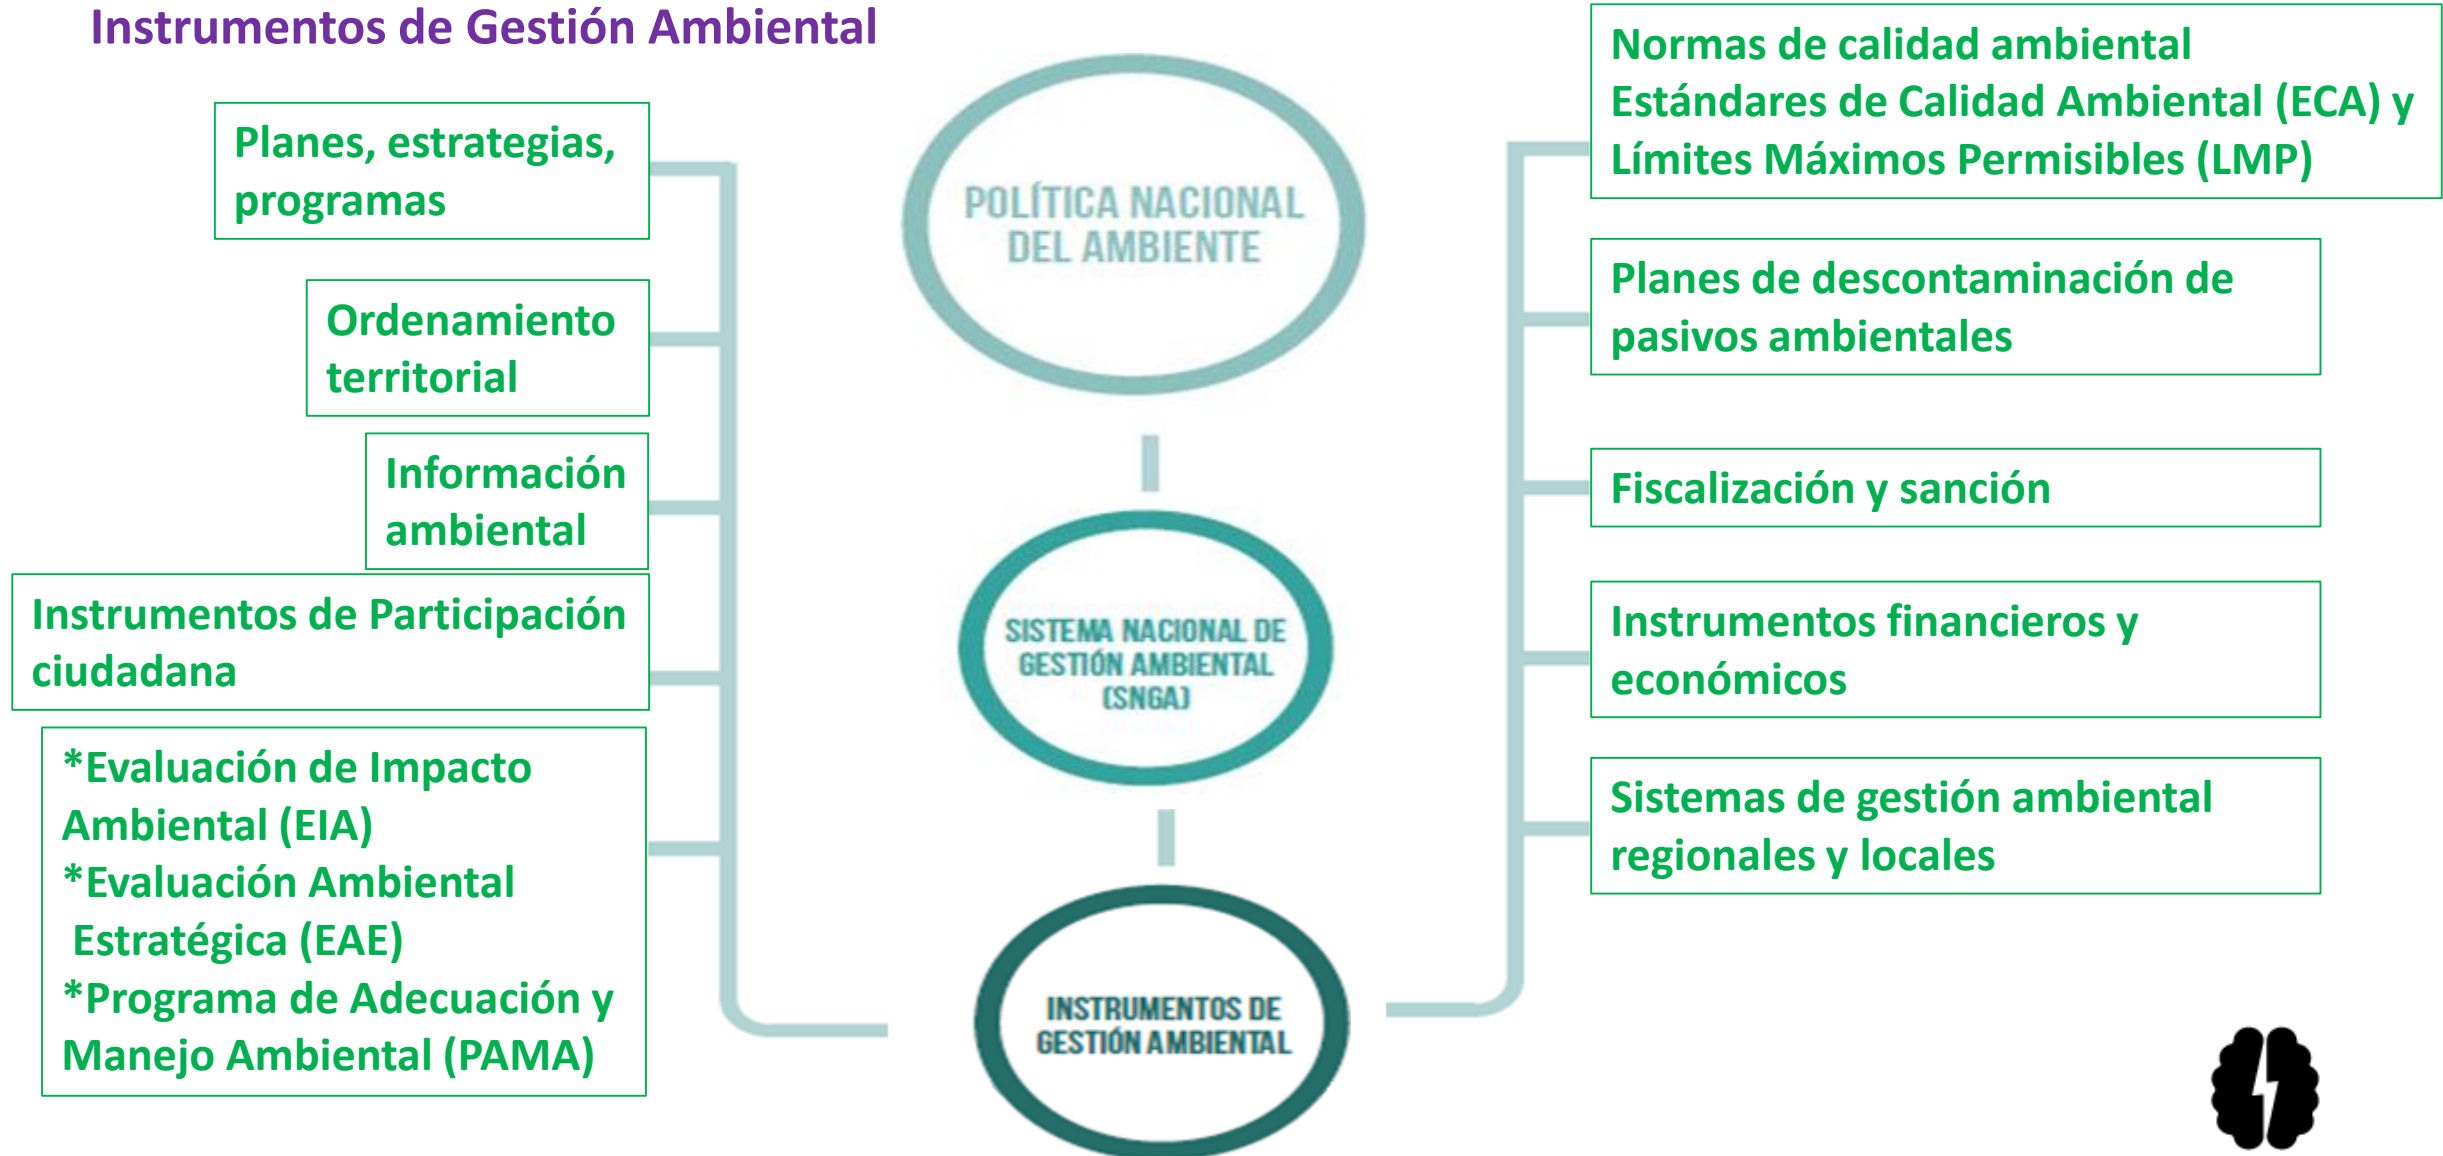 Instrumentos de Gestión Ambiental
Planes, estrategias,
programas
Ordenamiento
territorial
Información
ambiental
Instrumentos de Participación
ciudadana
*Evaluación de Impacto
Ambiental (EIA)
*Evaluación Ambiental
Estratégica (EAE)
*Programa de Adecuación y
Manejo Ambiental (PAMA)
POLÍTICA NACIONAL
DEL AMBIENTE
SISTEMA NACIONAL DE
GESTIÓN AMBIENTAL
(SNGA)
INSTRUMENTOS DE
GESTIÓN AMBIENTAL
Normas de calidad ambiental
Estándares de Calidad Ambiental (ECA) y
Límites Máximos Permisibles (LMP)
Planes de descontaminación de
pasivos ambientales
Fiscalización y sanción
Instrumentos financieros y
económicos
Sistemas de gestión ambiental
regionales y locales